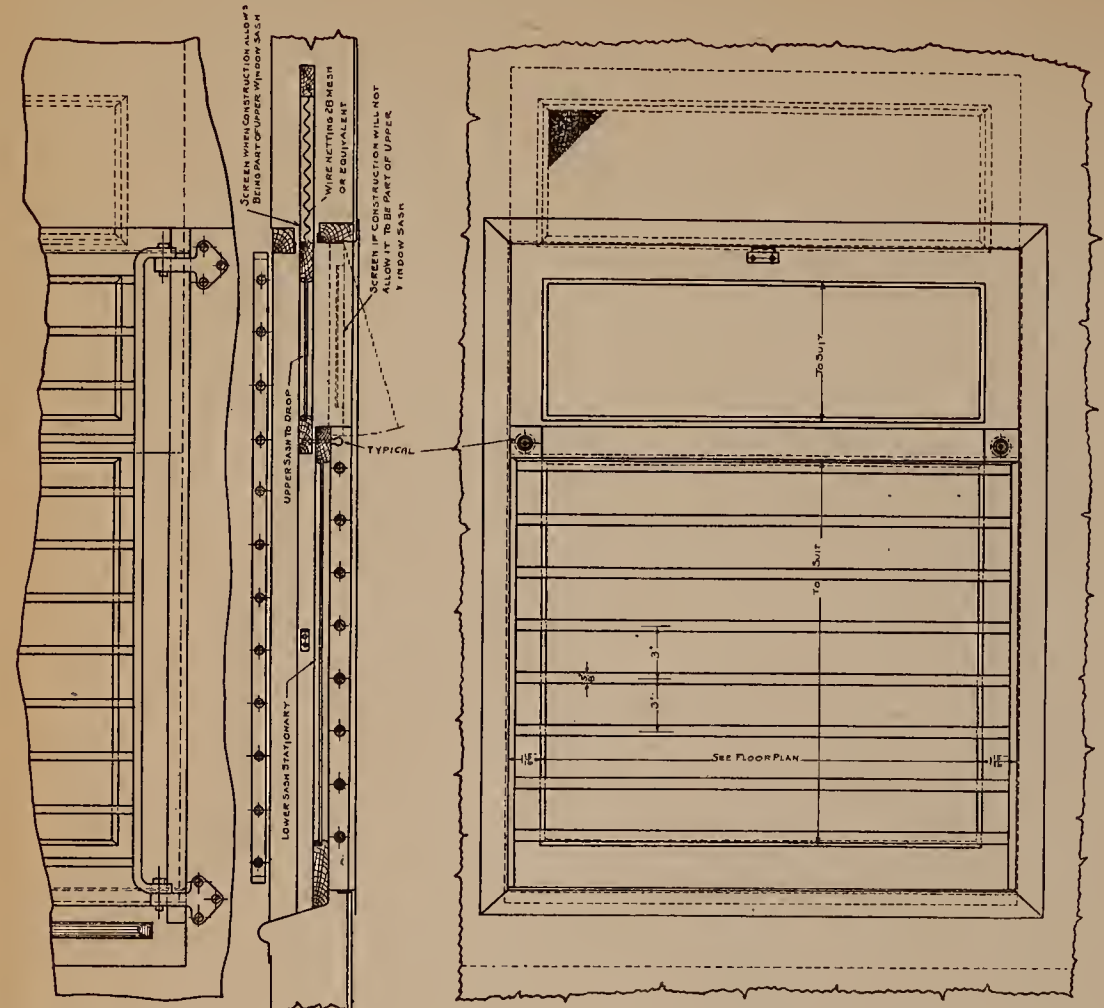 SCREEN WHEN CONSTRUCTION ALLOWS
BEING PART OF UPPER WINDOW SASH
WIRE NETTING 28 MESH
OR EQUIVALENT
SCREEN IF CONSTRUCTION WILL NOT
ALLOW IT TO BE PART OF UPPER
WINDOW SASH
UPPER SASH TO DROP
TYPICAL
LOWER SASH STATIONARY
TO SUIT
TO SUIT
3"
3"
SEE FLOOR PLAN